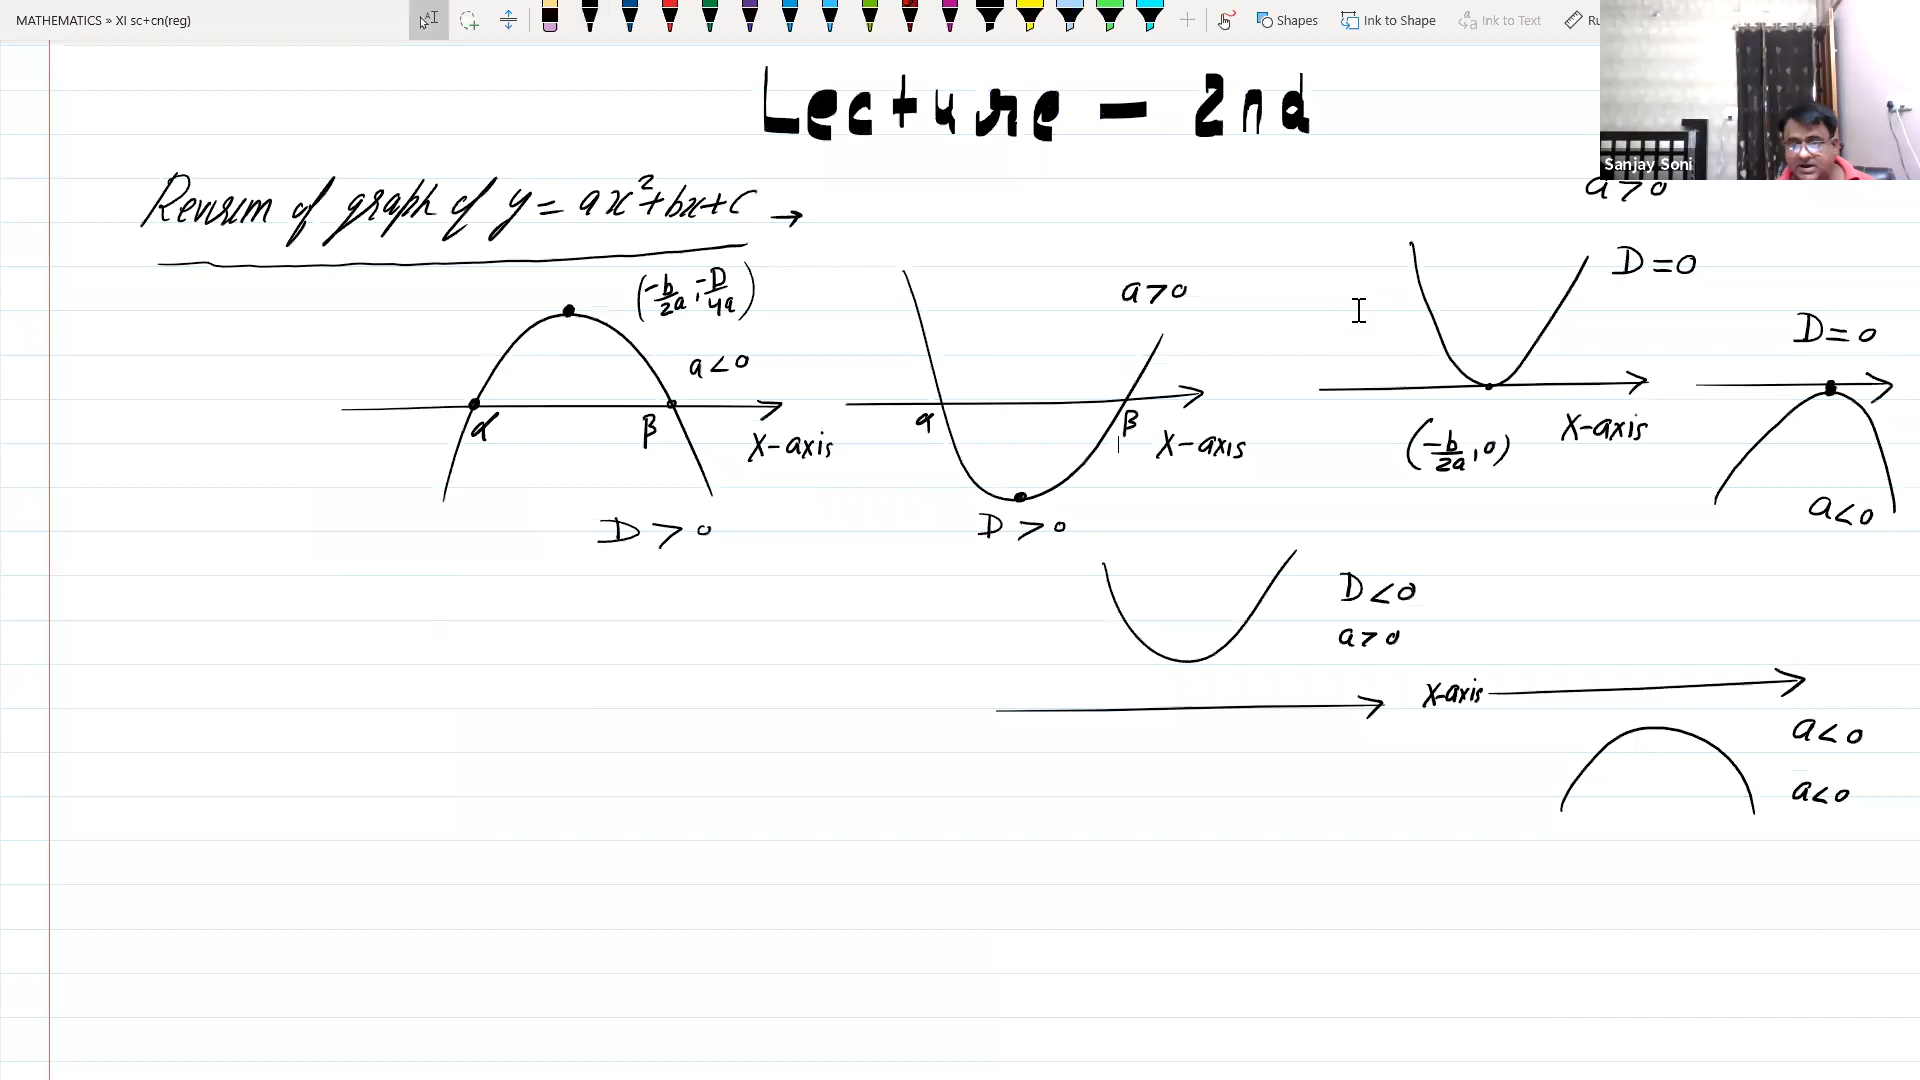 MATHEMATICS » XI sc+cn(reg)
Shapes
Ink to Shape
Ink to Text
Sanjay Soni
Lecture - 2nd
Revision of graph of y = ax²+bx+c →
(-b/2a, -D/4a)
a<0
α
β
X-axis
D > 0
a>0
α
β
X-axis
D > 0
a>0
D=0
(-b/2a, 0)
X-axis
D=0
a<0
D<0
a>0
X-axis
a<0
a<0